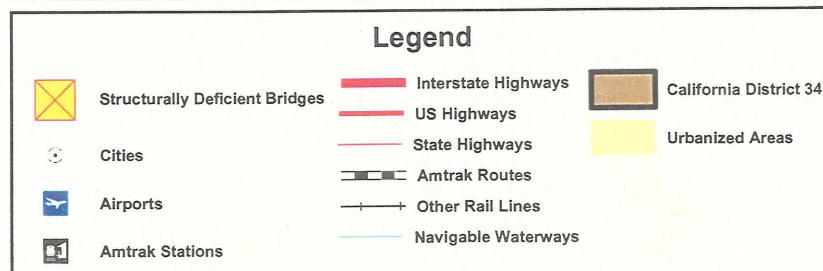 Legend
Structurally Deficient Bridges
Cities
Airports
Amtrak Stations
Interstate Highways
US Highways
State Highways
Amtrak Routes
Other Rail Lines
Navigable Waterways
California District 34
Urbanized Areas